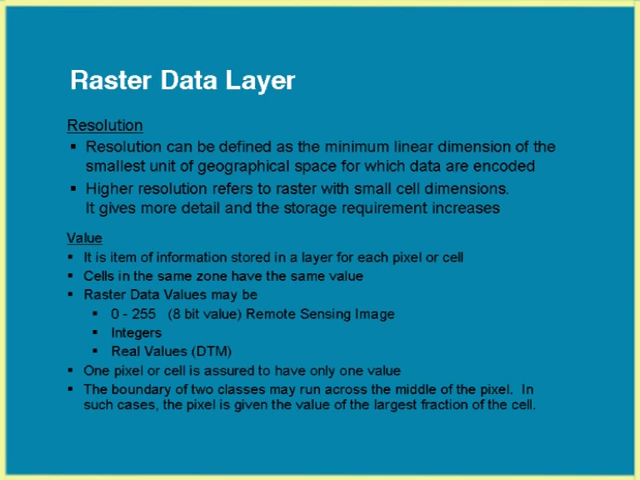 Raster Data Layer
Resolution
▪ Resolution can be defined as the minimum linear dimension of the
smallest unit of geographical space for which data are encoded
▪ Higher resolution refers to raster with small cell dimensions.
It gives more detail and the storage requirement increases
Value
▪ It is item of information stored in a layer for each pixel or cell
▪ Cells in the same zone have the same value
▪ Raster Data Values may be
▪ 0 - 255 (8 bit value) Remote Sensing Image
▪ Integers
▪ Real Values (DTM)
▪ One pixel or cell is assured to have only one value
▪ The boundary of two classes may run across the middle of the pixel. In
such cases, the pixel is given the value of the largest fraction of the cell.